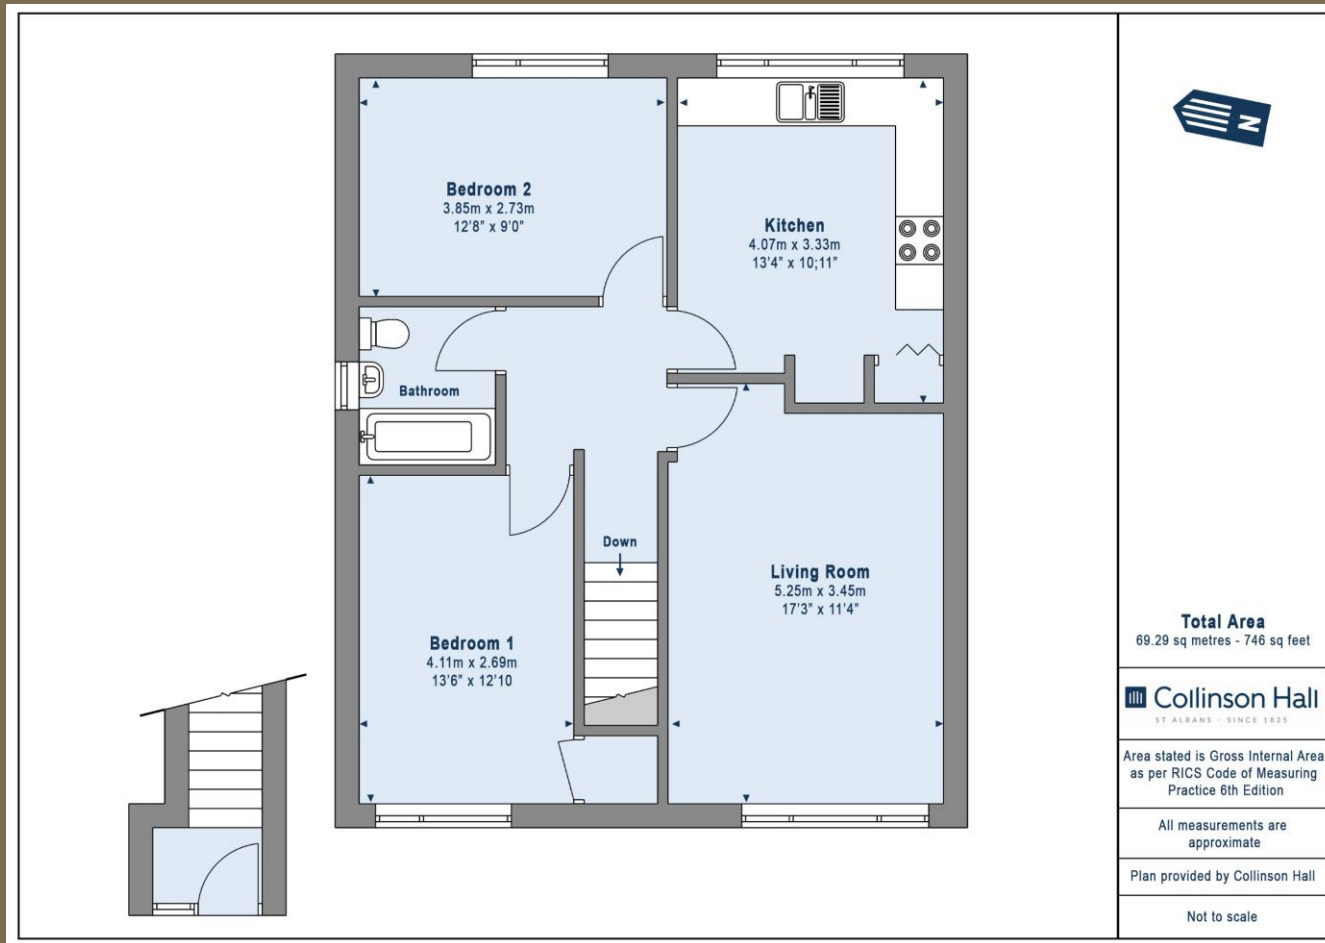 Bedroom 2
3.85m x 2.73m
12'8" x 9'0"
Kitchen
4.07m x 3.33m
13'4" x 10;11"
Bathroom
Down
Living Room
5.25m x 3.45m
17'3" x 11'4"
Bedroom 1
4.11m x 2.69m
13'6" x 12'10
N
Total Area
69.29 sq metres - 746 sq feet
Collinson Hall
ST ALBANS - SINCE 1825
Area stated is Gross Internal Area
as per RICS Code of Measuring
Practice 6th Edition
All measurements are
approximate
Plan provided by Collinson Hall
Not to scale